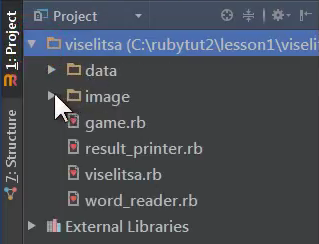 Project
1: Project
viselitsa (C:\rubytut2\lesson1\viseli
data
image
game.rb
result_printer.rb
viselitsa.rb
word_reader.rb
7: Structure
External Libraries